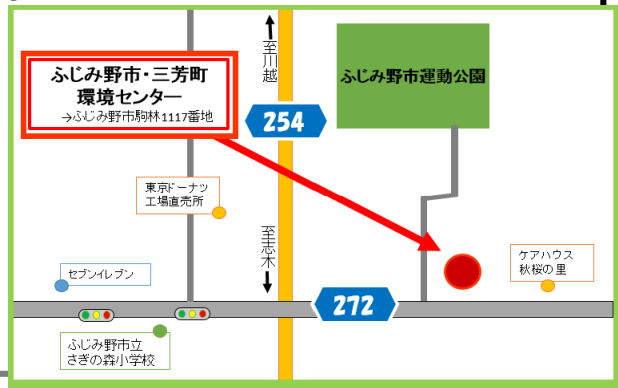 至川越
ふじみ野市・三芳町
環境センター
→ふじみ野市駒林1117番地
254
ふじみ野市運動公園
東京ドーナツ
工場直売所
至志木
セブンイレブン
ケアハウス
秋桜の里
272
ふじみ野市立
さぎの森小学校